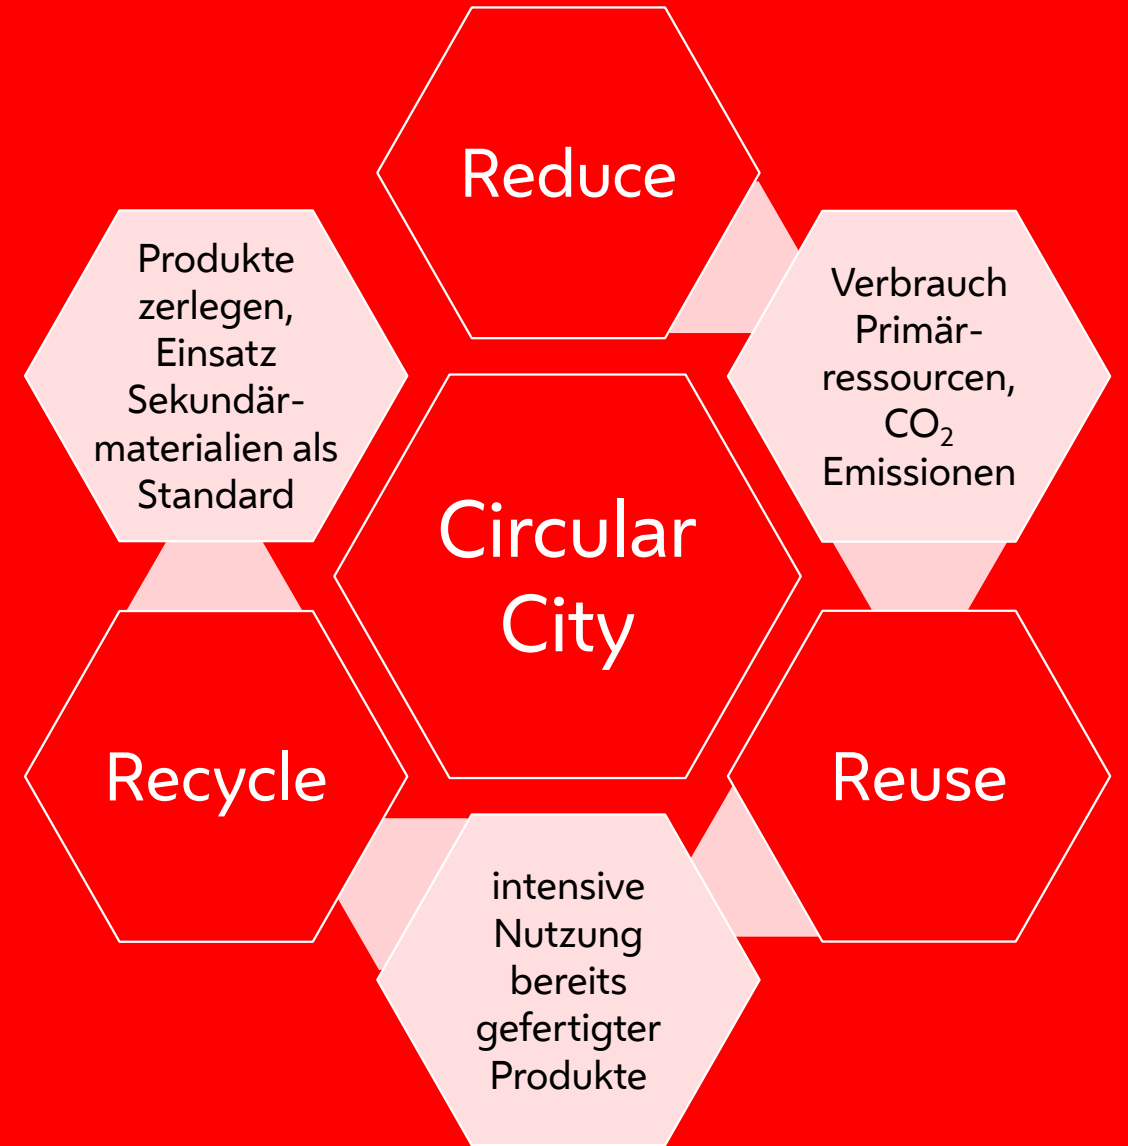 Reduce
Verbrauch
Primär-
ressourcen,
CO₂
Emissionen
Reuse
intensive
Nutzung
bereits
gefertigter
Produkte
Recycle
Produkte
zerlegen,
Einsatz
Sekundär-
materialien als
Standard
Circular
City